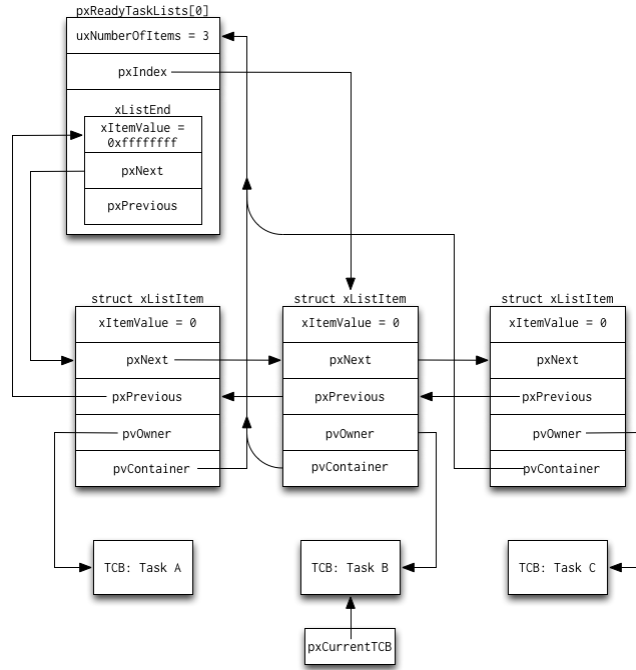 pxReadyTaskLists[0]
uxNumberOfItems = 3
pxIndex
xListEnd
xItemValue =
0xffffffff
pxNext
pxPrevious
struct xListItem
xItemValue = 0
pxNext
pxPrevious
pvOwner
pvContainer
struct xListItem
xItemValue = 0
pxNext
pxPrevious
pvOwner
pvContainer
struct xListItem
xItemValue = 0
pxNext
pxPrevious
pvOwner
pvContainer
TCB: Task A
TCB: Task B
TCB: Task C
pxCurrentTCB